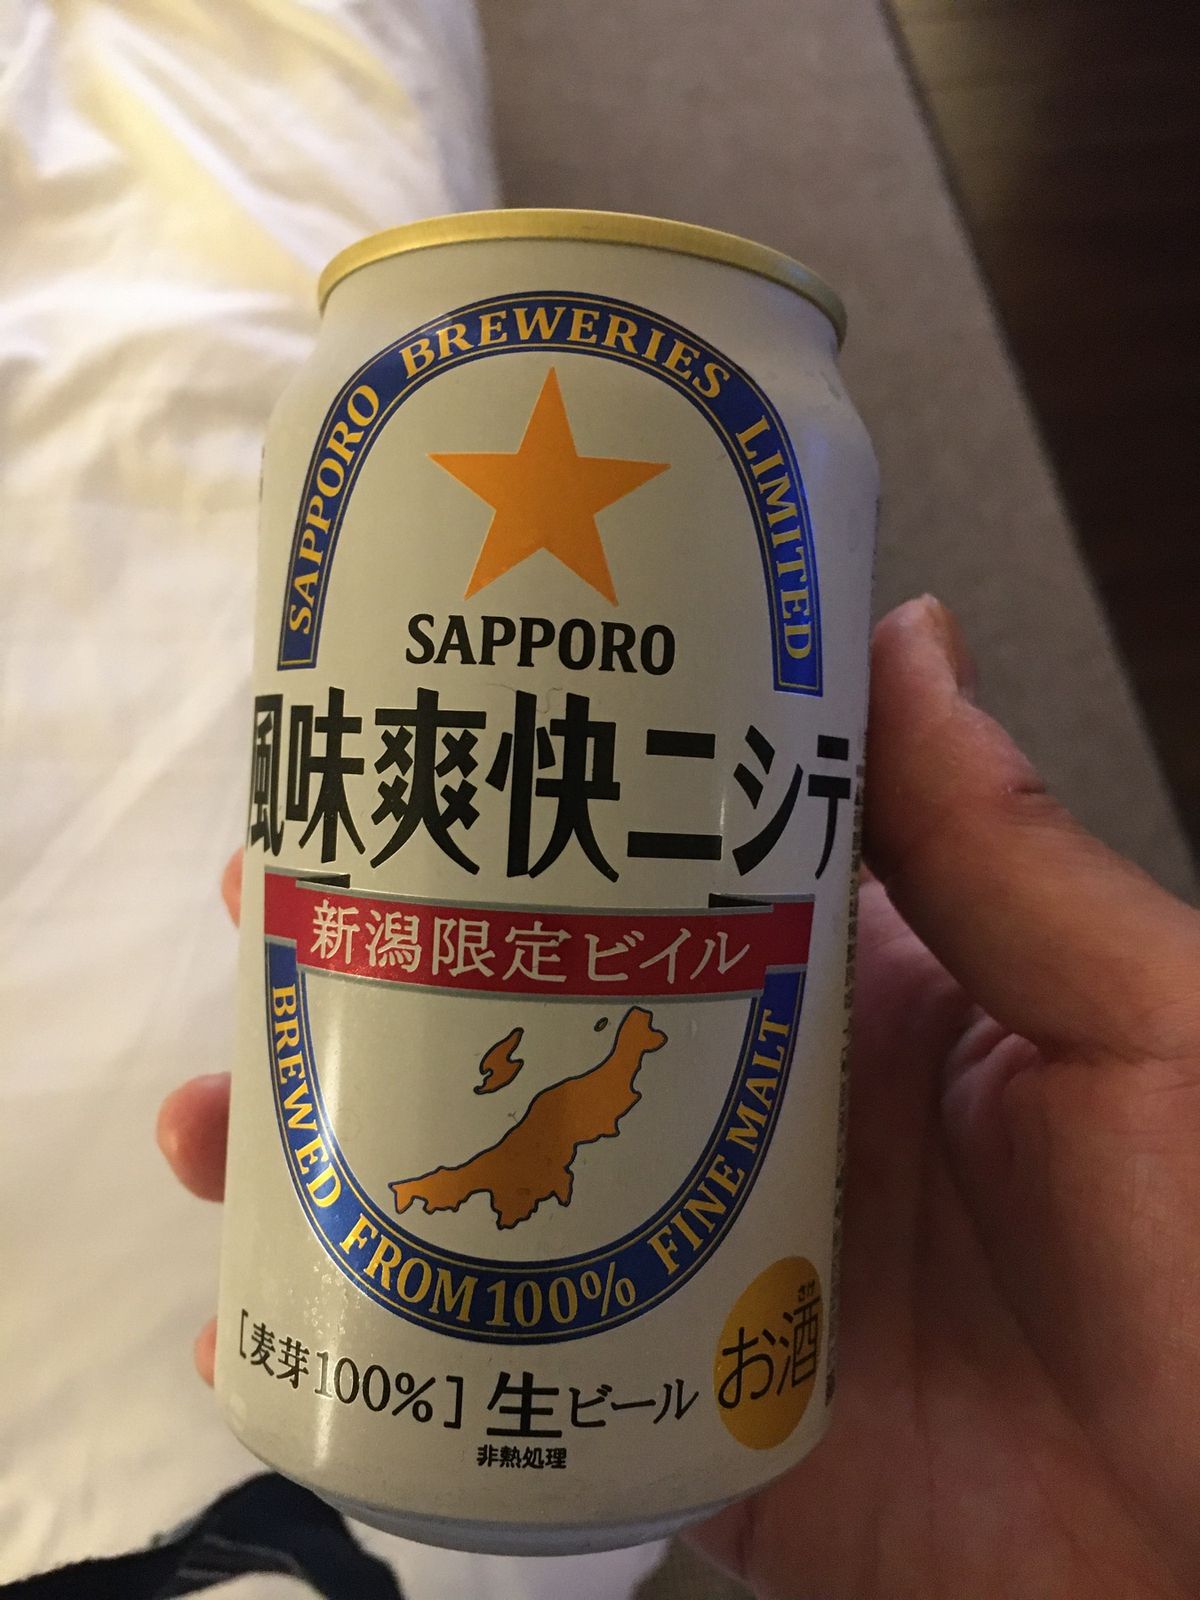 SAPPORO BREWERIES LIMITED
SAPPORO
風味爽快ニシテ
新潟限定ビイル
BREWED FROM 100% FINE MALT
[麦芽100%] 生ビール
非熱処理
さけ
お酒